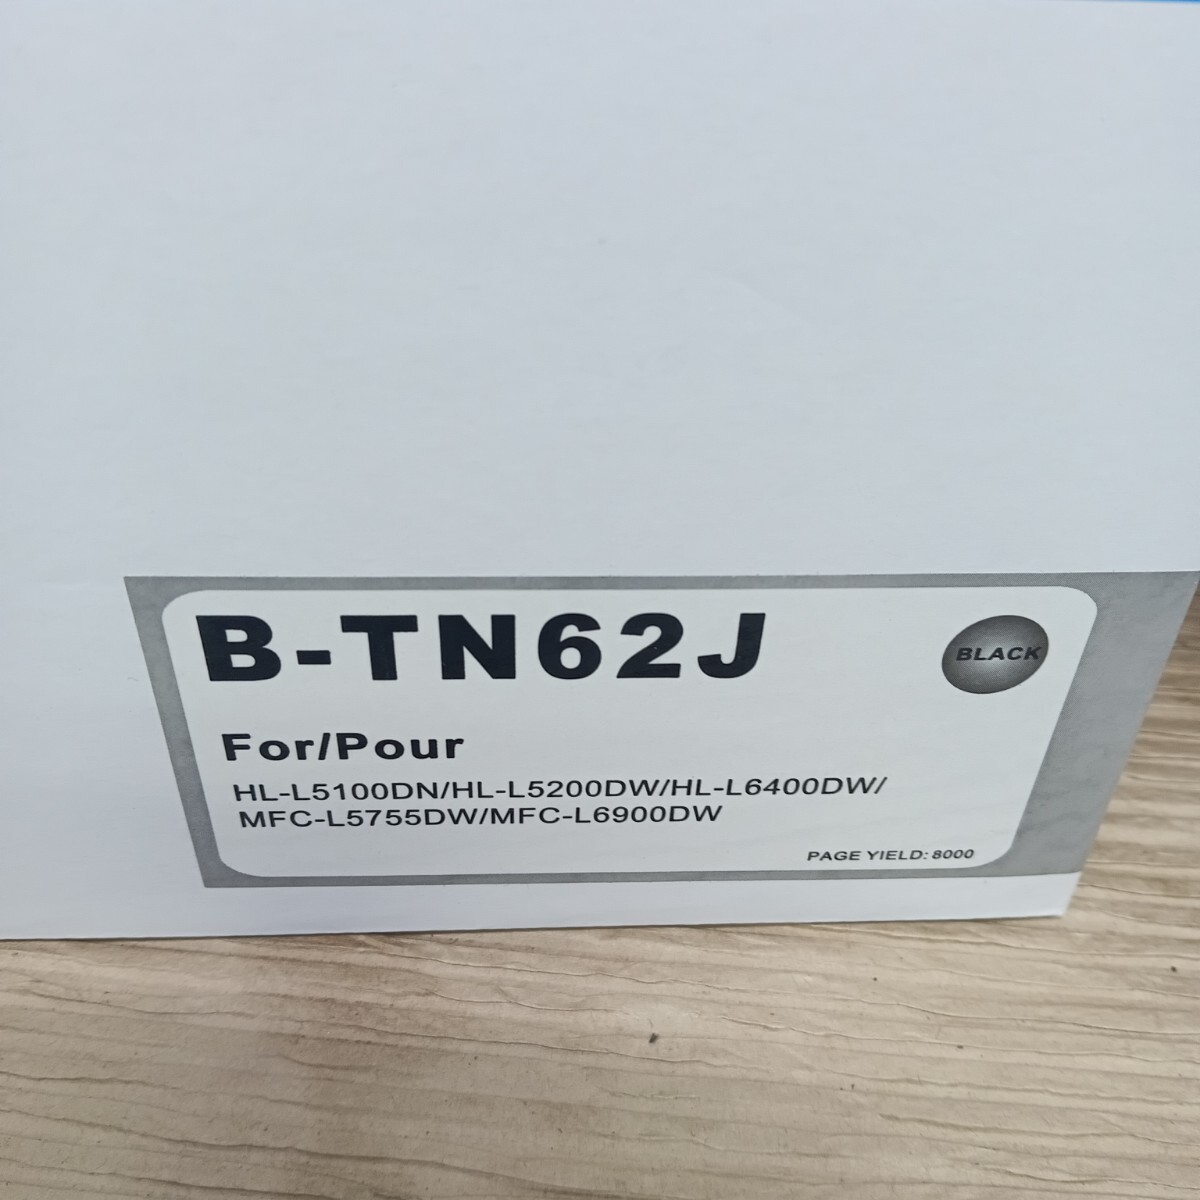 B-TN62J
BLACK
For/Pour
HL-L5100DN/HL-L5200DW/HL-L6400DW/
MFC-L5755DW/MFC-L6900DW
PAGE YIELD: 8000